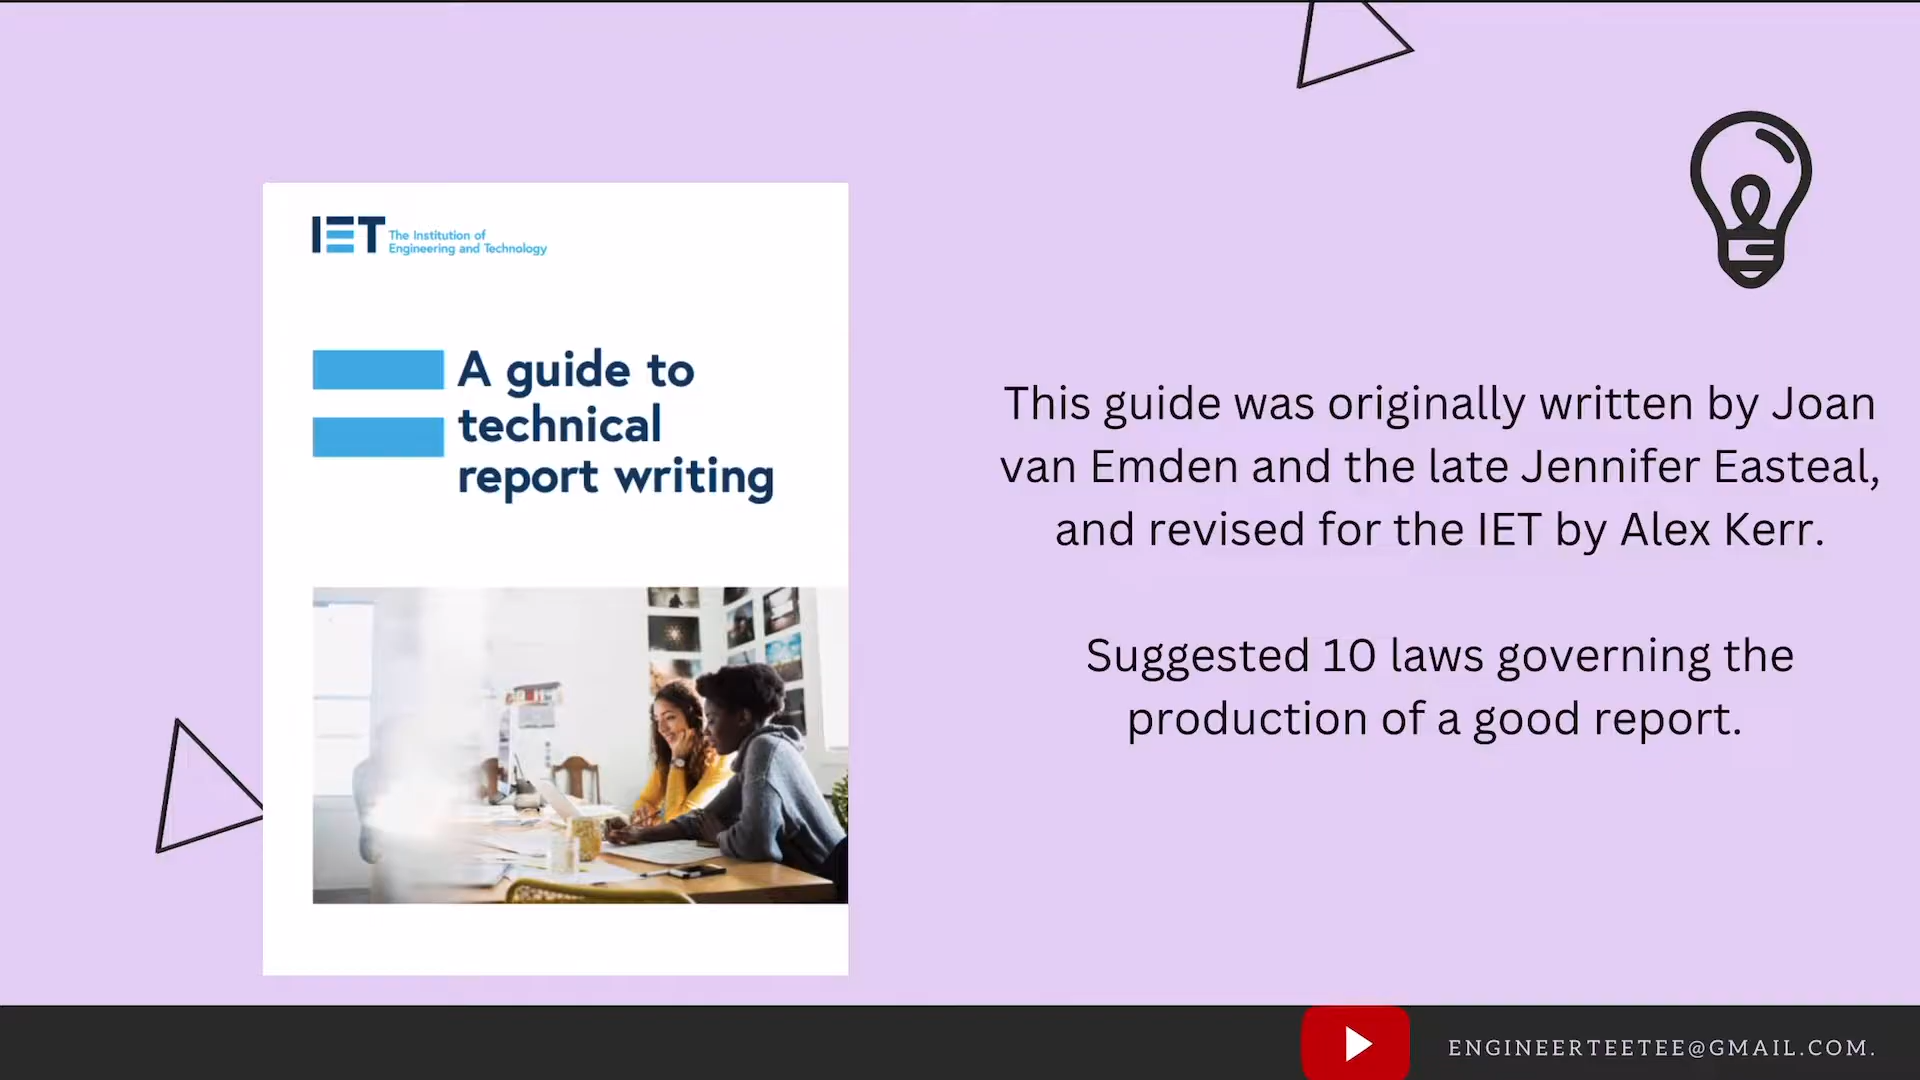 IET The Institution of
Engineering and Technology
A guide to
technical
report writing
This guide was originally written by Joan
van Emden and the late Jennifer Easteal,
and revised for the IET by Alex Kerr.
Suggested 10 laws governing the
production of a good report.
ENGINEERTEETEE@GMAIL.COM.